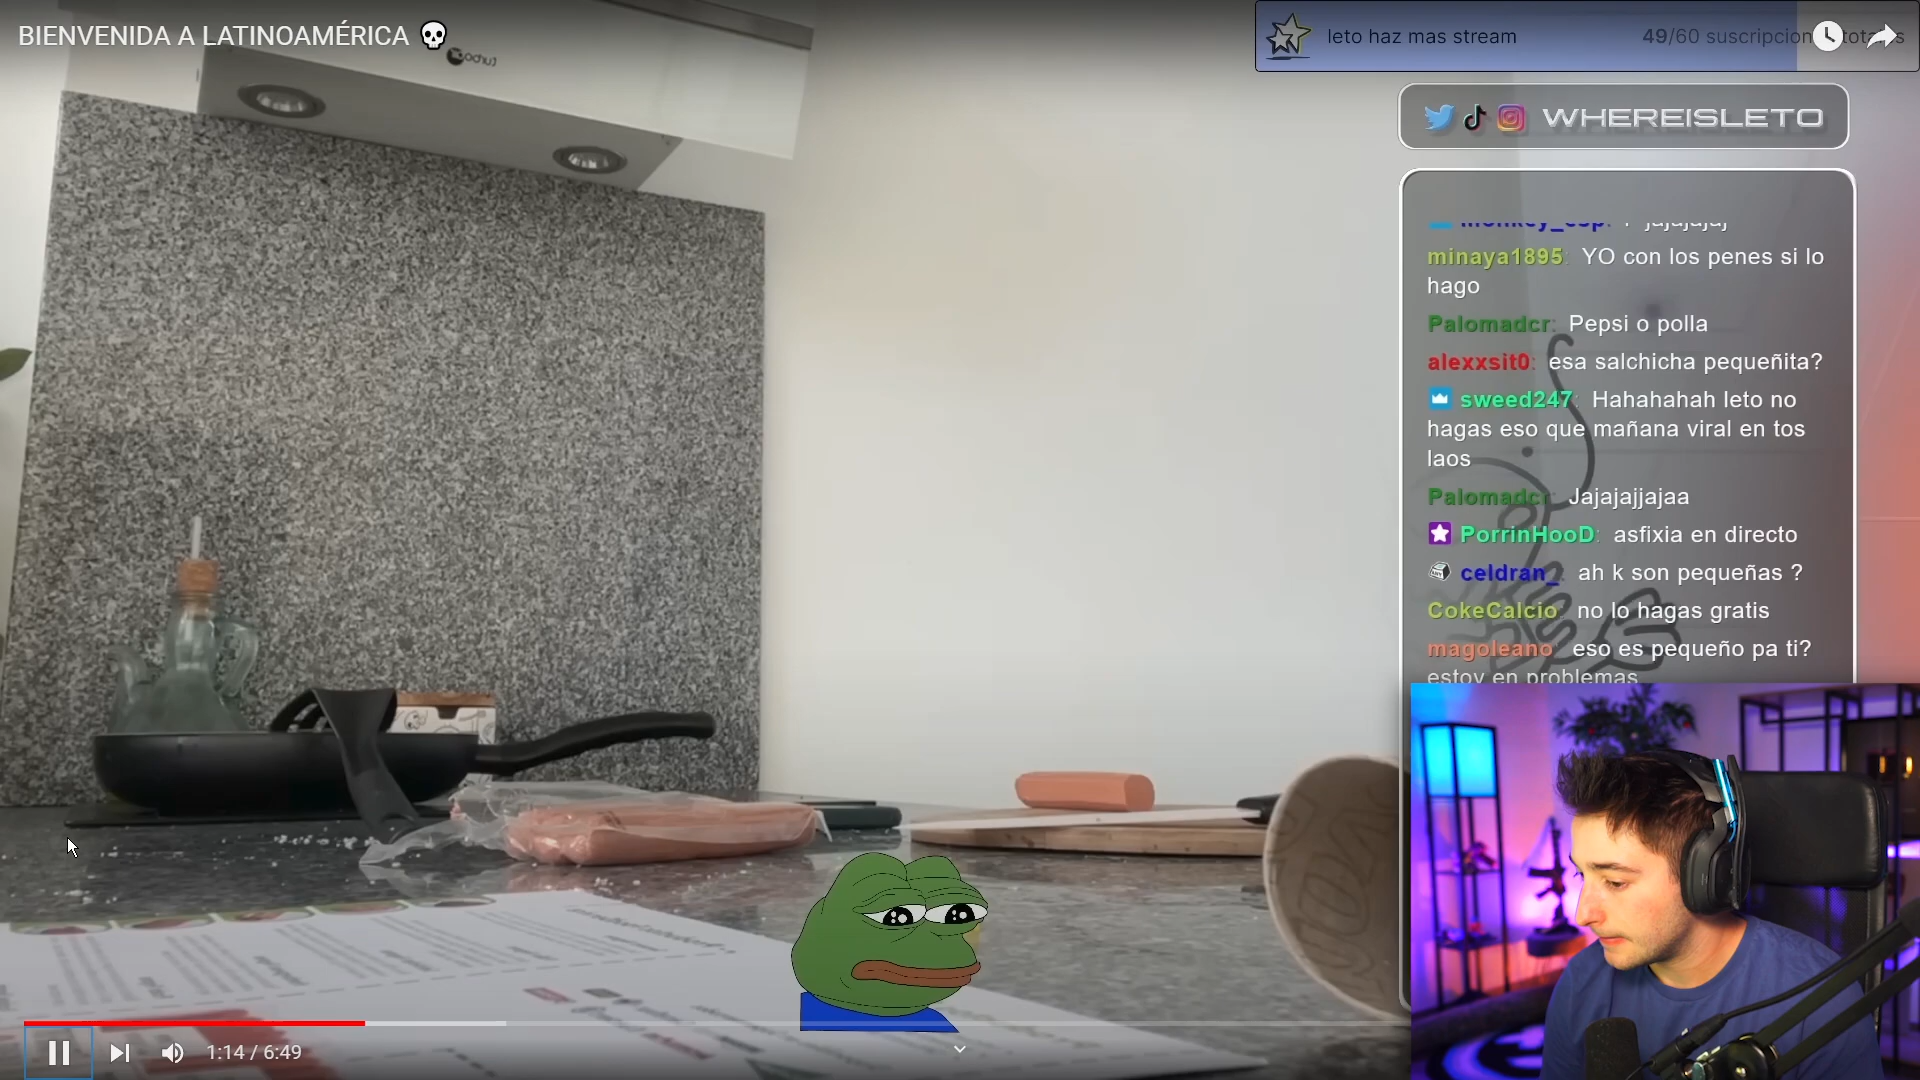 BIENVENIDA A LATINOAMÉRICA 💀
leto haz mas stream
49/60 suscripcion
WHEREISLETO
monkey_esp: jajajajaj
minaya1895: YO con los penes si lo
hago
Palomadcr: Pepsi o polla
alexxsit0: esa salchicha pequeñita?
sweed247: Hahahahah leto no
hagas eso que mañana viral en tos
laos
Palomadcr: Jajajajjajaa
PorrinHooD: asfixia en directo
celdran_: ah k son pequeñas ?
CokeCalcio: no lo hagas gratis
magoleano: eso es pequeño pa ti?
estoy en problemas
1:14 / 6:49